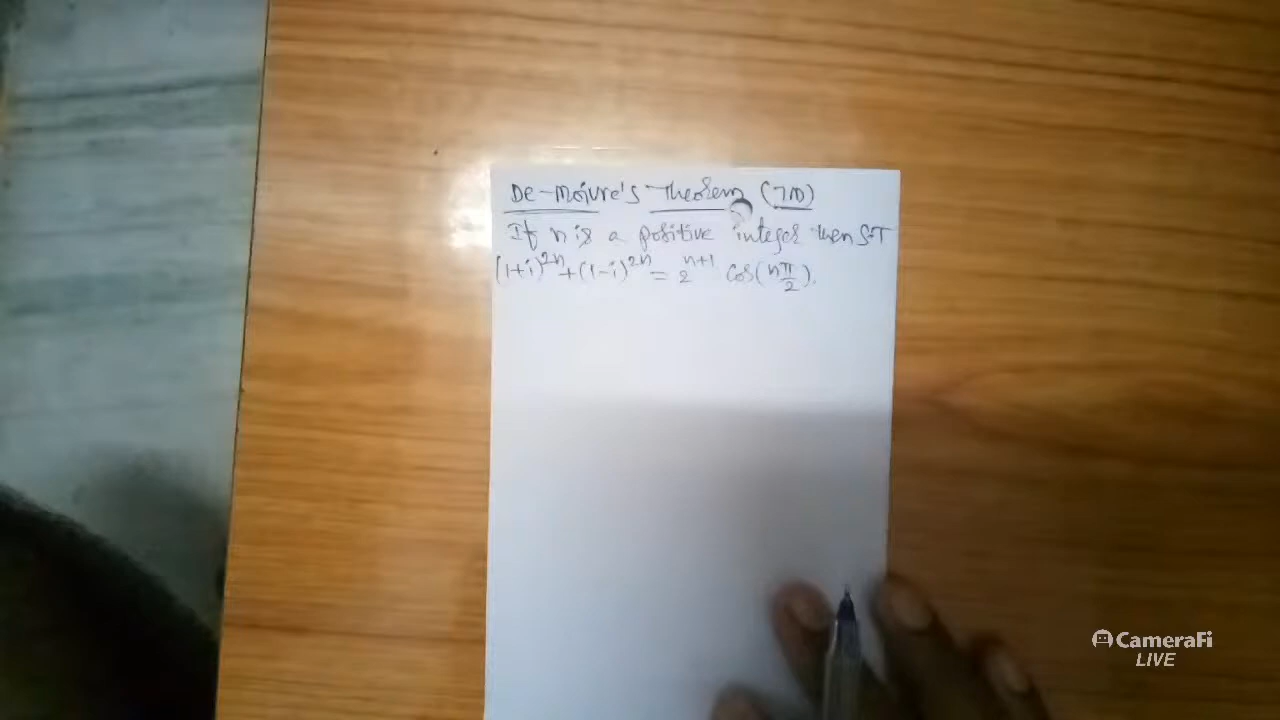 De-Moivre's Theorem (7M)
If n is a positive integer then S.T
(1+i)^2n + (1-i)^2n = 2^n+1 cos(nπ/2).
CameraFi
LIVE